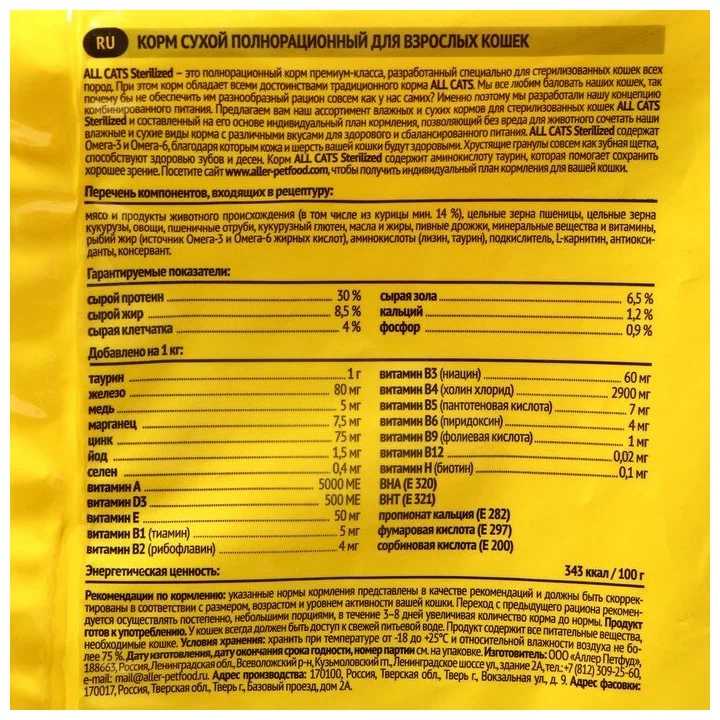 RU КОРМ СУХОЙ ПОЛНОРАЦИОННЫЙ ДЛЯ ВЗРОСЛЫХ КОШЕК
ALL CATS Sterilized – это полнорационный корм премиум-класса, разработанный специально для стерилизованных кошек всех
пород. При этом корм обладает всеми достоинствами традиционного корма ALL CATS. Мы все любим баловать наших кошек, так
почему бы не обеспечить им разнообразный рацион совсем как у нас самих? Именно поэтому мы разработали нашу концепцию
комбинированного питания. Предлагаем вам наш ассортимент влажных и сухих кормов для стерилизованных кошек ALL CATS
Sterilized и составленный на его основе индивидуальный план кормления, позволяющий без вреда для животного сочетать наши
влажные и сухие виды корма с различными вкусами для здорового и сбалансированного питания. ALL CATS Sterilized содержат
Омега-3 и Омега-6, благодаря которым кожа и шерсть вашей кошки будут здоровыми. Хрустящие гранулы совсем как зубная щетка,
способствуют здоровью зубов и десен. Корм ALL CATS Sterilized содержит аминокислоту таурин, которая помогает сохранить
хорошее зрение. Посетите сайт www.aller-petfood.com, чтобы получить индивидуальный план кормления для вашей кошки.
Перечень компонентов, входящих в рецептуру:
мясо и продукты животного происхождения (в том числе из курицы мин. 14 %), цельные зерна пшеницы, цельные зерна
кукурузы, овощи, пшеничные отруби, кукурузный глютен, масла и жиры, пивные дрожжи, минеральные вещества и витамины,
рыбий жир (источник Омега-3 и Омега-6 жирных кислот), аминокислоты (лизин, таурин), подкислитель, L-карнитин, антиокси-
данты, консервант.
Гарантируемые показатели:
сырой протеин 30 %
сырой жир 8,5 %
сырая клетчатка 4 %
сырая зола 6,5 %
кальций 1,2 %
фосфор 0,9 %
Добавлено на 1 кг:
таурин 1 г
железо 80 мг
медь 5 мг
марганец 7,5 мг
цинк 75 мг
йод 1,5 мг
селен 0,4 мг
витамин А 5000 МЕ
витамин D3 500 МЕ
витамин Е 50 мг
витамин В1 (тиамин) 5 мг
витамин В2 (рибофлавин) 4 мг
витамин В3 (ниацин) 60 мг
витамин В4 (холин хлорид) 2900 мг
витамин В5 (пантотеновая кислота) 7 мг
витамин В6 (пиридоксин) 4 мг
витамин В9 (фолиевая кислота) 1 мг
витамин В12 0,02 мг
витамин Н (биотин) 0,1 мг
ВНА (Е 320)
ВНТ (Е 321)
пропионат кальция (Е 282)
фумаровая кислота (Е 297)
сорбиновая кислота (Е 200)
Энергетическая ценность: 343 ккал / 100 г
Рекомендации по кормлению: указанные нормы кормления представлены в качестве рекомендаций и должны быть скоррек-
тированы в соответствии с размером, возрастом и уровнем активности вашей кошки. Переход с предыдущего рациона рекомен-
дуется осуществлять постепенно, небольшими порциями, в течение 3–8 дней увеличивая количество корма до нормы. Продукт
готов к употреблению. У кошек всегда должен быть доступ к свежей питьевой воде. Продукт содержит все питательные вещества,
необходимые кошке. Условия хранения: хранить при температуре от -18 до +25°С и относительной влажности воздуха не бо-
лее 75 %. Дату изготовления, дату окончания срока годности, номер партии см. на упаковке. Изготовитель: ООО «Аллер Петфуд»,
188663, Россия, Ленинградская обл., Всеволожский р-н, Кузьмоловский г.п., Ленинградское шоссе ул., здание 2А, тел.: +7 (812) 309-25-60,
e-mail: mail@aller-petfood.ru. Адрес производства: 170100, Россия, Тверская обл., Тверь г., Вокзальная ул., д. 9. Адрес фасовки:
170017, Россия, Тверская обл., Тверь г., Базовый проезд, дом 2А.